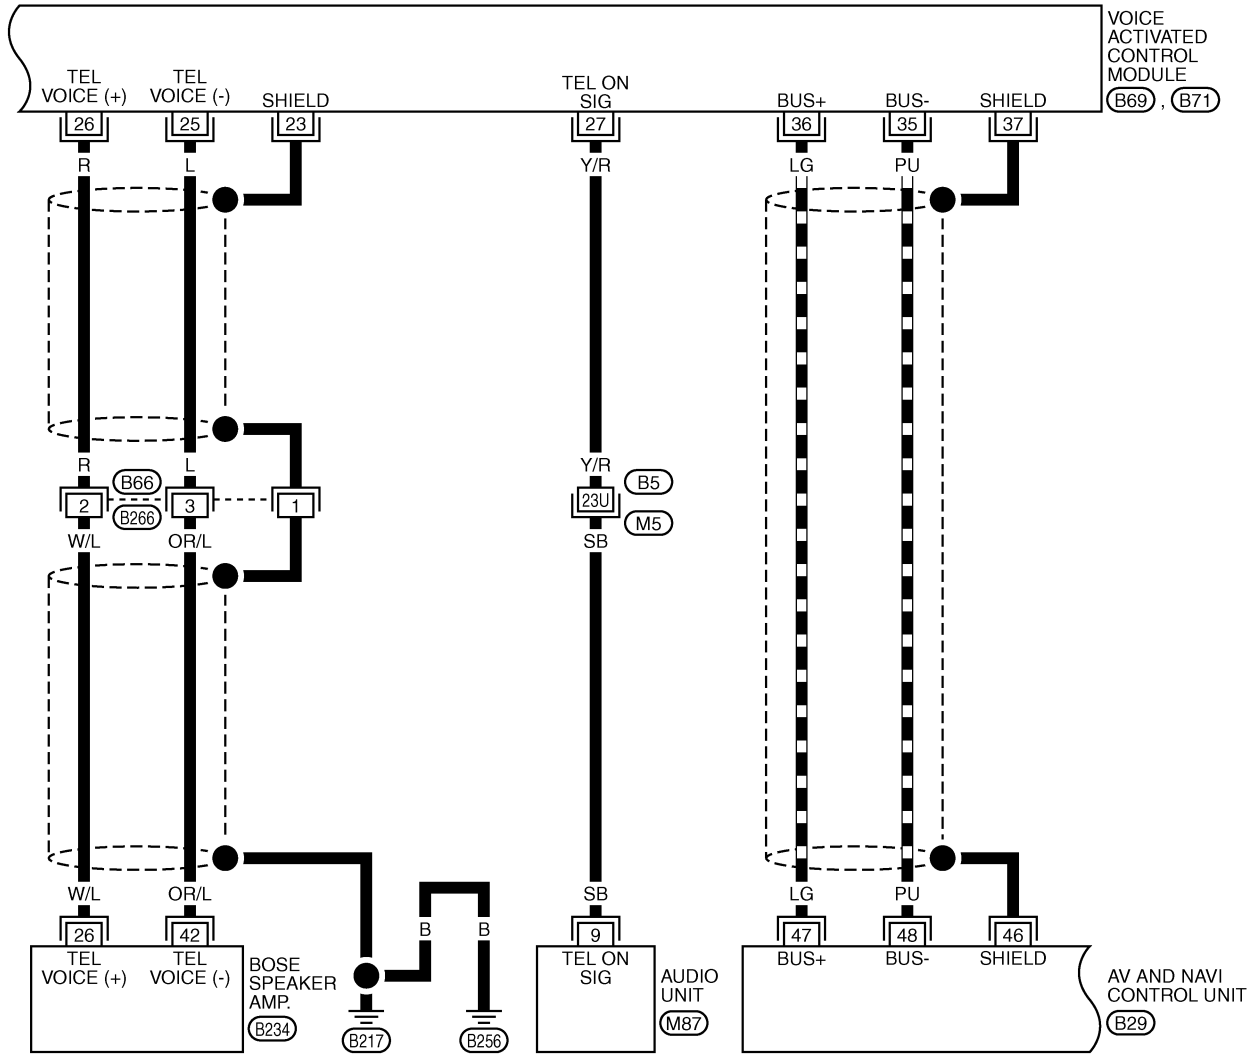 VOICE
ACTIVATED
CONTROL
MODULE
B69 , B71
TEL
VOICE (+)
TEL
VOICE (-)
SHIELD
TEL ON
SIG
BUS+
BUS-
SHIELD
26
25
23
27
36
35
37
R
L
Y/R
LG
PU
R
L
Y/R
B66
B5
2
3
1
23U
B266
M5
W/L
OR/L
SB
W/L
OR/L
SB
LG
PU
B
B
26
42
9
47
48
46
TEL
VOICE (+)
TEL
VOICE (-)
BOSE
SPEAKER
AMP.
B234
B217
B256
TEL ON
SIG
AUDIO
UNIT
M87
BUS+
BUS-
SHIELD
AV AND NAVI
CONTROL UNIT
B29